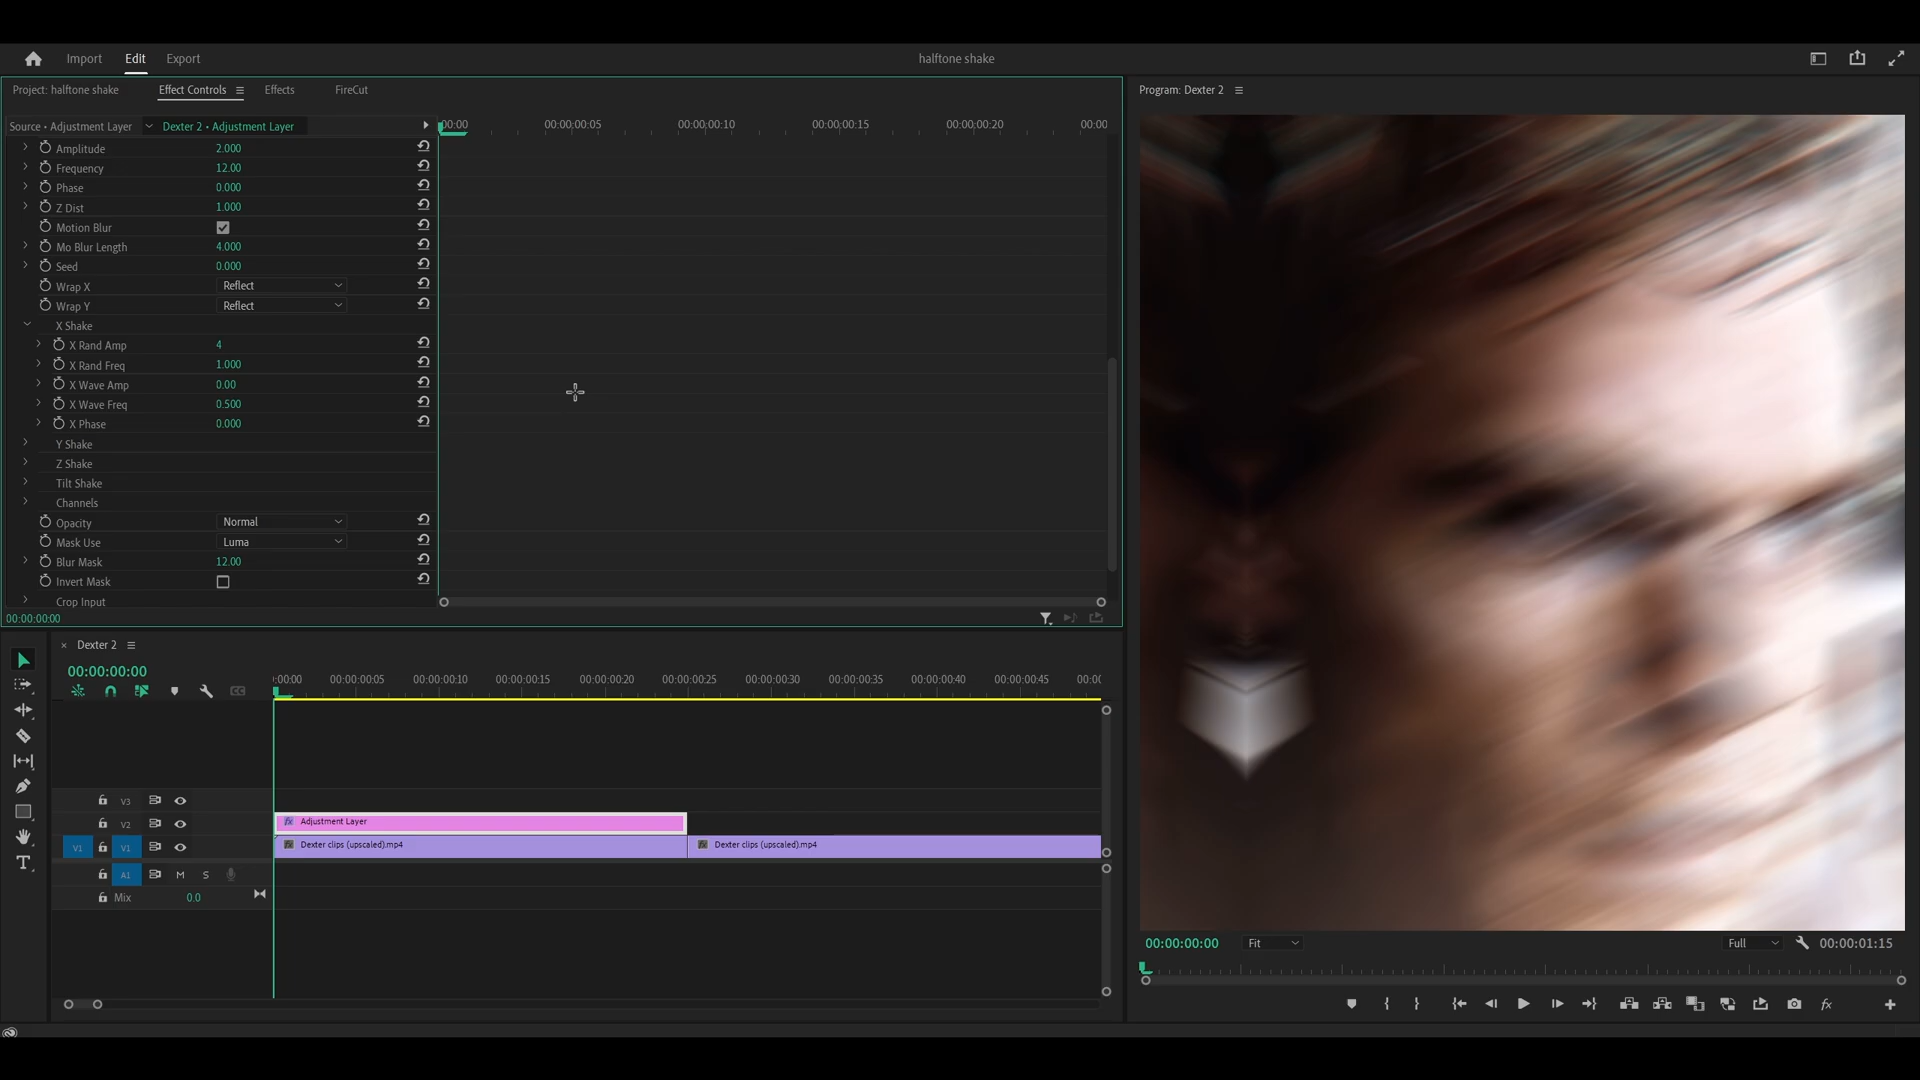 Import Edit Export halftone shake
Project: halftone shake Effect Controls Effects FireCut Program: Dexter 2
Source • Adjustment Layer Dexter 2 • Adjustment Layer :00:00 00:00:00:05 00:00:00:10 00:00:00:15 00:00:00:20 00:00
Amplitude 2.000
Frequency 12.00
Phase 0.000
Z Dist 1.000
Motion Blur
Mo Blur Length 4.000
Seed 0.000
Wrap X Reflect
Wrap Y Reflect
X Shake
X Rand Amp 4
X Rand Freq 1.000
X Wave Amp 0.00
X Wave Freq 0.500
X Phase 0.000
Y Shake
Z Shake
Tilt Shake
Channels
Opacity Normal
Mask Use Luma
Blur Mask 12.00
Invert Mask
Crop Input
00:00:00:00
× Dexter 2
00:00:00:00
:00:00 00:00:00:05 00:00:00:10 00:00:00:15 00:00:00:20 00:00:00:25 00:00:00:30 00:00:00:35 00:00:00:40 00:00:00:45 00:00
CC
V3
V2 fx Adjustment Layer
V1 V1 fx Dexter clips (upscaled).mp4 fx Dexter clips (upscaled).mp4
A1 M S
Mix 0.0
00:00:00:00 Fit Full 00:00:01:15
fx